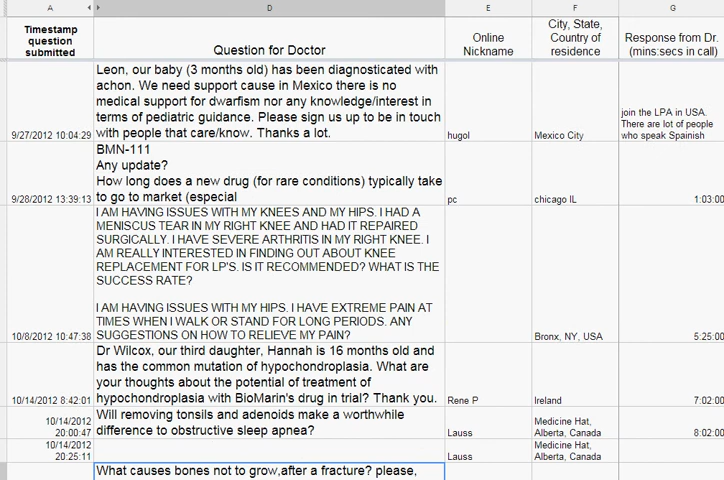 A D E F G
Timestamp question submitted Question for Doctor Online Nickname City, State, Country of residence Response from Dr. (mins:secs in call)
Leon, our baby (3 months old) has been diagnosticated with
achon. We need support cause in Mexico there is no
medical support for dwarfism nor any knowledge/interest in
terms of pediatric guidance. Please sign us up to be in touch
with people that care/know. Thanks a lot.
9/27/2012 10:04:29
hugol
Mexico City
join the LPA in USA.
There are lot of people
who speak Spainish
BMN-111
Any update?
How long does a new drug (for rare conditions) typically take
to go to market (especial
9/28/2012 13:39:13
pc
chicago IL
1:03:00
I AM HAVING ISSUES WITH MY KNEES AND MY HIPS. I HAD A
MENISCUS TEAR IN MY RIGHT KNEE AND HAD IT REPAIRED
SURGICALLY. I HAVE SEVERE ARTHRITIS IN MY RIGHT KNEE. I
AM REALLY INTERESTED IN FINDING OUT ABOUT KNEE
REPLACEMENT FOR LP'S. IS IT RECOMMENDED? WHAT IS THE
SUCCESS RATE?
I AM HAVING ISSUES WITH MY HIPS. I HAVE EXTREME PAIN AT
TIMES WHEN I WALK OR STAND FOR LONG PERIODS. ANY
SUGGESTIONS ON HOW TO RELIEVE MY PAIN?
10/8/2012 10:47:38
Bronx, NY, USA
5:25:00
Dr Wilcox, our third daughter, Hannah is 16 months old and
has the common mutation of hypochondroplasia. What are
your thoughts about the potential of treatment of
hypochondroplasia with BioMarin's drug in trial? Thank you.
10/14/2012 8:42:01
Rene P
Ireland
7:02:00
Will removing tonsils and adenoids make a worthwhile
difference to obstructive sleep apnea?
10/14/2012
20:00:47
Lauss
Medicine Hat,
Alberta, Canada
8:02:00
10/14/2012
20:25:11
Lauss
Medicine Hat,
Alberta, Canada
What causes bones not to grow,after a fracture? please,